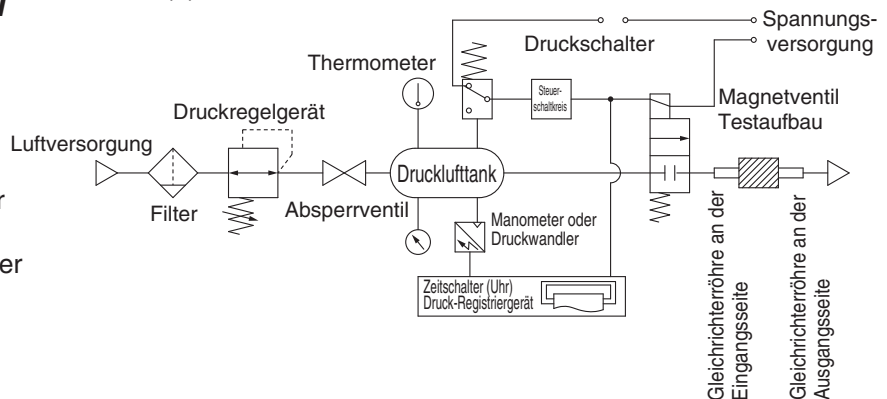 Spannungs-
versorgung
Druckschalter
Thermometer
Steuer-
schaltkreis
Magnetventil
Testaufbau
Druckregelgerät
Luftversorgung
Filter
Absperrventil
Drucklufttank
Manometer oder
Druckwandler
Zeitschalter (Uhr)
Druck-Registriergerät
Gleichrichterröhre an der
Eingangsseite
Gleichrichterröhre an der
Ausgangsseite